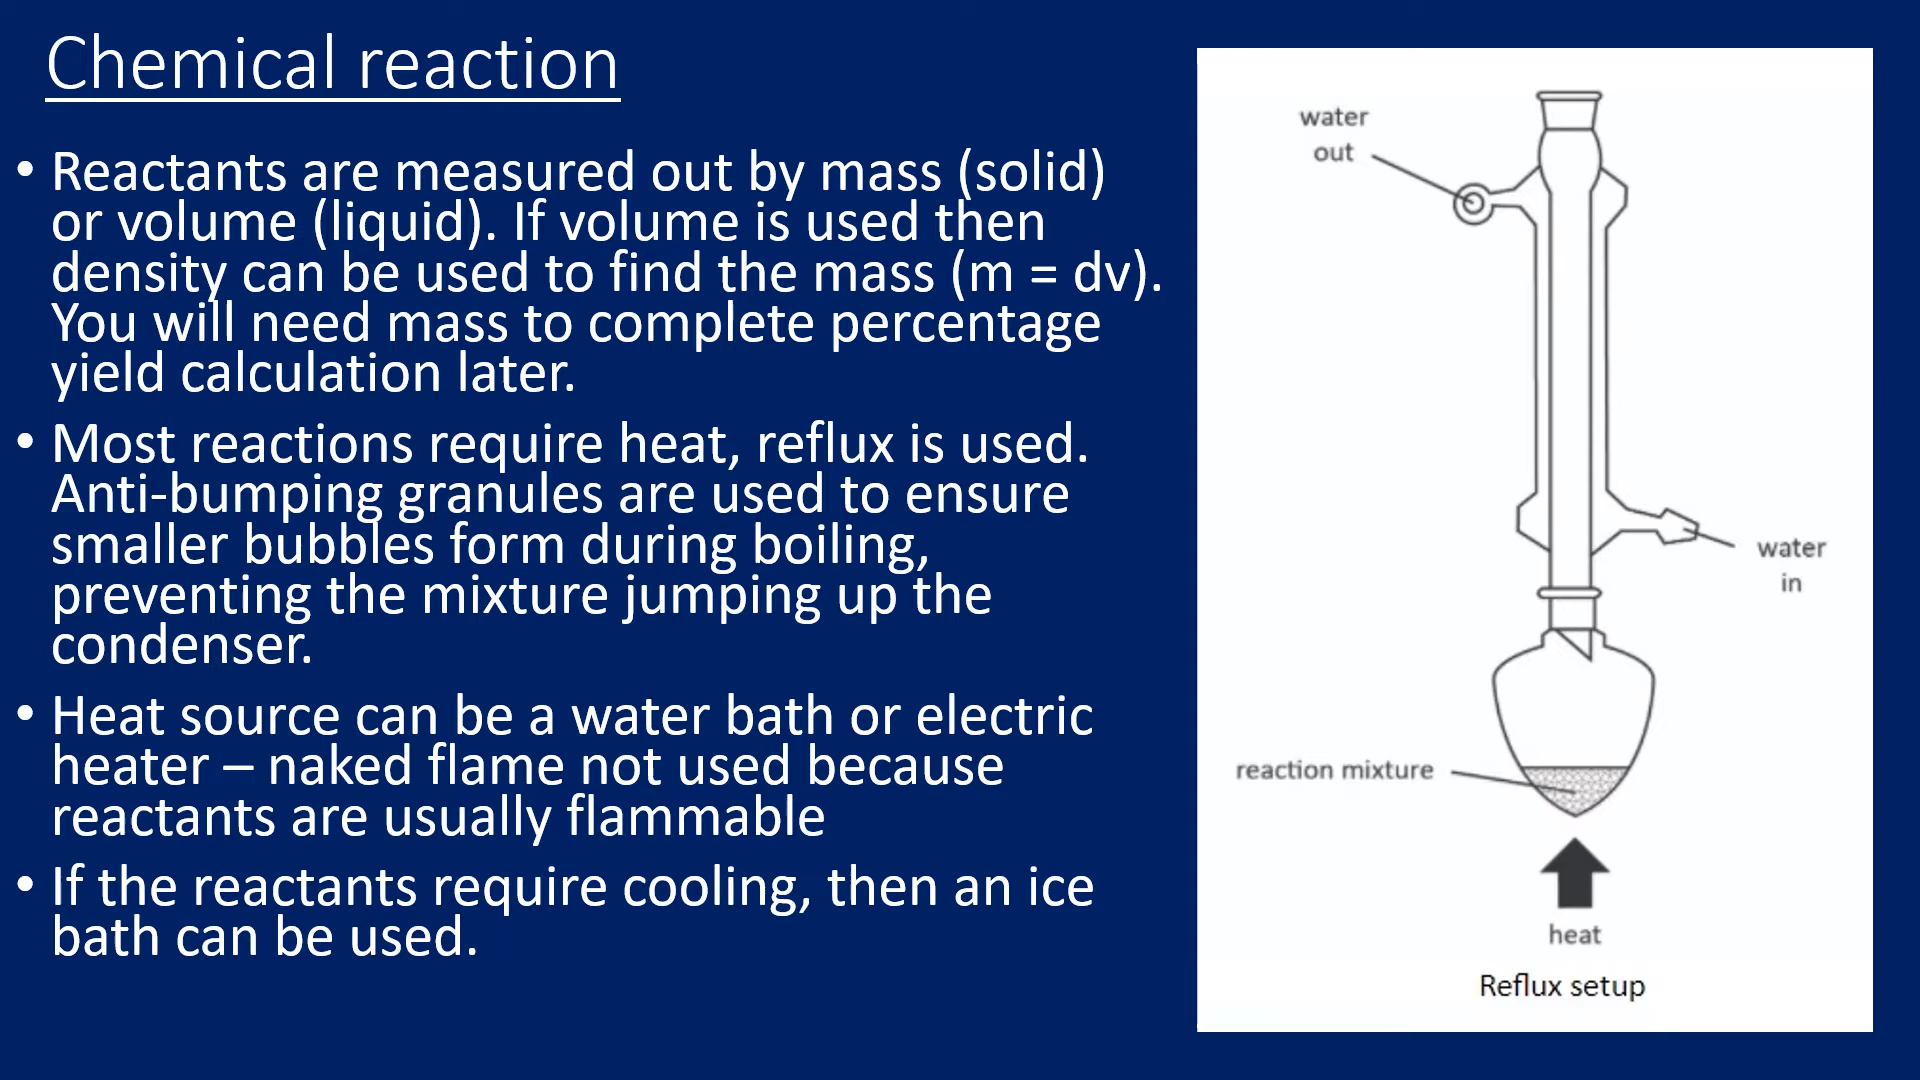 Chemical reaction
• Reactants are measured out by mass (solid)
or volume (liquid). If volume is used then
density can be used to find the mass (m = dv).
You will need mass to complete percentage
yield calculation later.
• Most reactions require heat, reflux is used.
Anti-bumping granules are used to ensure
smaller bubbles form during boiling,
preventing the mixture jumping up the
condenser.
• Heat source can be a water bath or electric
heater – naked flame not used because
reactants are usually flammable
• If the reactants require cooling, then an ice
bath can be used.
water
out
water
in
reaction mixture
heat
Reflux setup